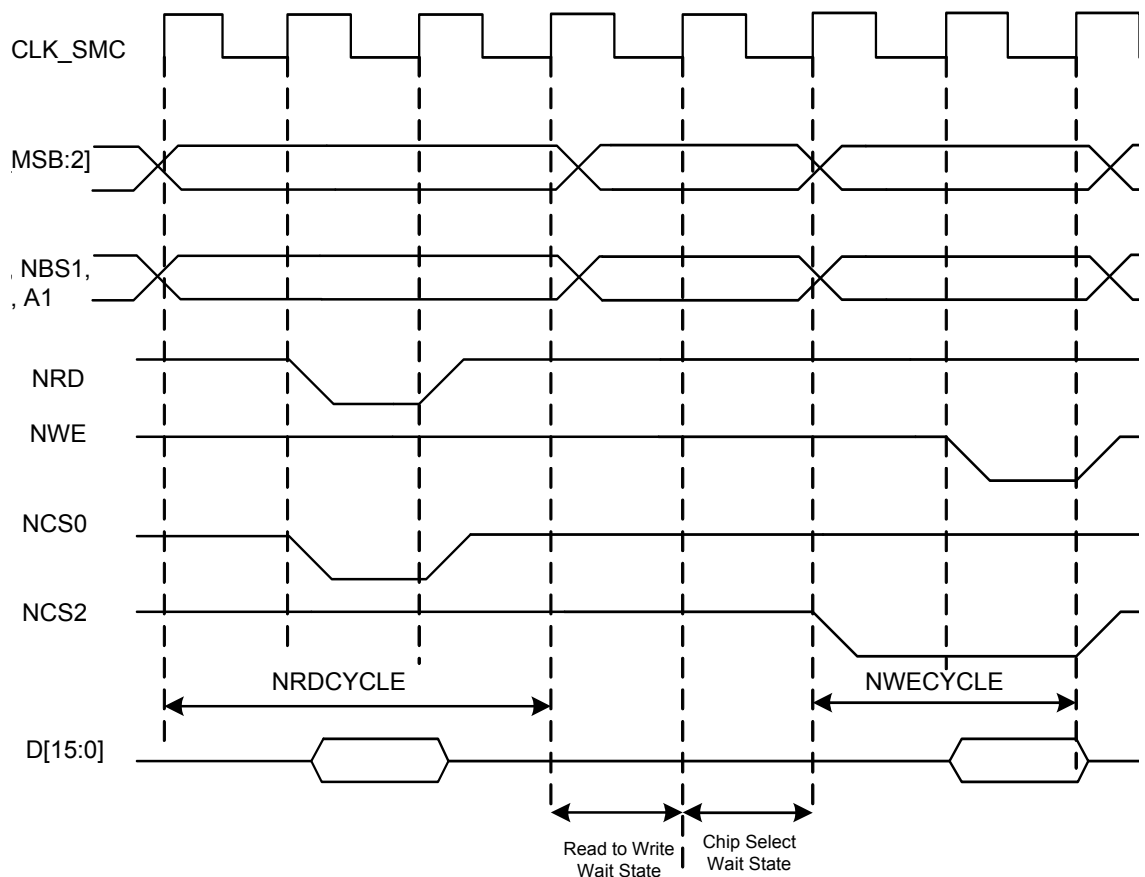 CLK_SMC
MSB:2]
, NBS1,
, A1
NRD
NWE
NCS0
NCS2
NRDCYCLE
NWECYCLE
D[15:0]
Read to Write
Wait State
Chip Select
Wait State